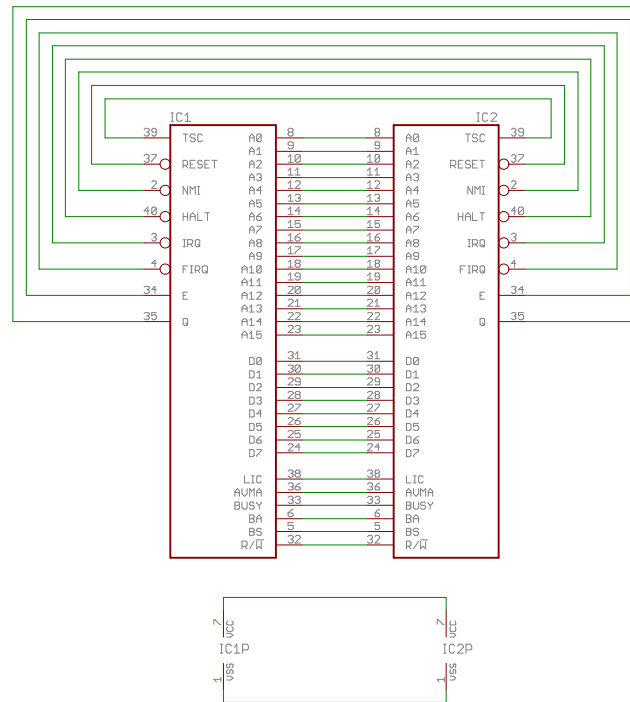 IC1 IC2
39 TSC A0 8 8 A0 TSC 39
A1 9 9 A1
37 RESET A2 10 10 A2 RESET 37
A3 11 11 A3
2 NMI A4 12 12 A4 NMI 2
A5 13 13 A5
40 HALT A6 14 14 A6 HALT 40
A7 15 15 A7
3 IRQ A8 16 16 A8 IRQ 3
A9 17 17 A9
4 FIRQ A10 18 18 A10 FIRQ 4
A11 19 19 A11
34 E A12 20 20 A12 E 34
A13 21 21 A13
35 Q A14 22 22 A14 Q 35
A15 23 23 A15
D0 31 31 D0
D1 30 30 D1
D2 29 29 D2
D3 28 28 D3
D4 27 27 D4
D5 26 26 D5
D6 25 25 D6
D7 24 24 D7
LIC 38 38 LIC
AVMA 36 36 AVMA
BUSY 33 33 BUSY
BA 6 6 BA
BS 5 5 BS
R/W̅ 32 32 R/W̅
7 VCC 7 VCC
IC1P IC2P
1 VSS 1 VSS